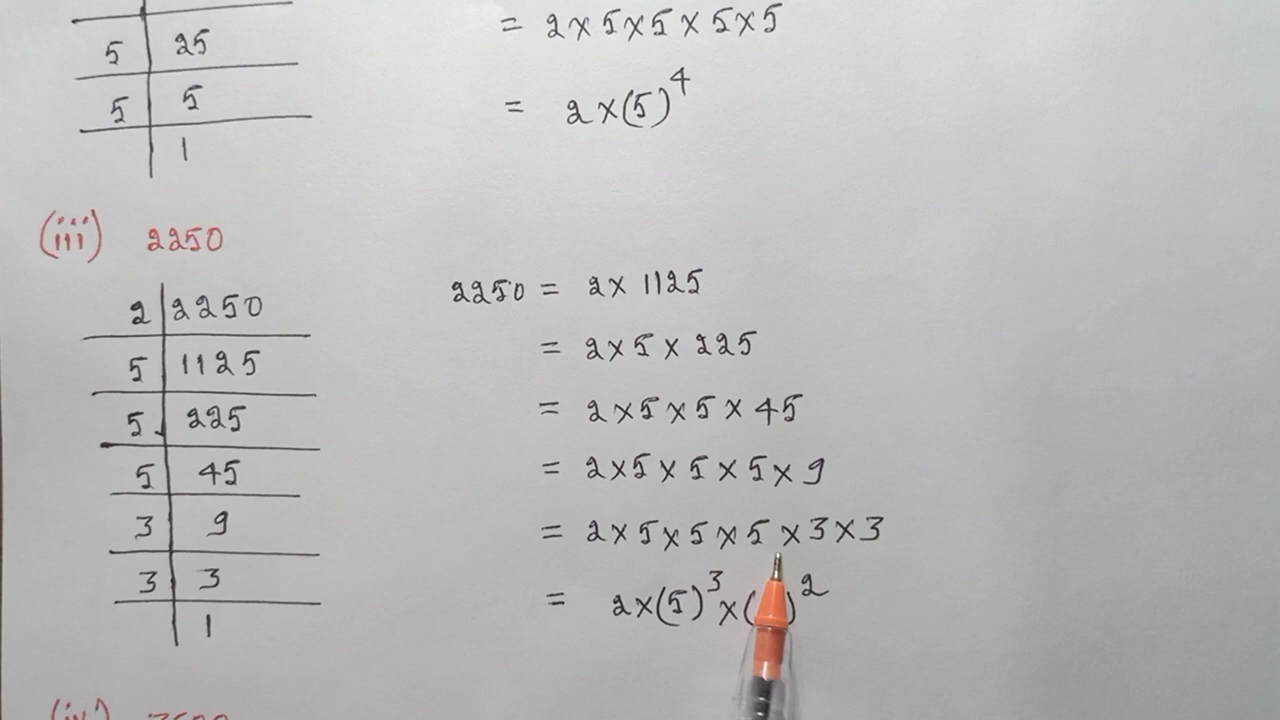 = 2 × 5 × 5 × 5 × 5
5 | 25
5 | 5
= 2 × (5)^4
1
(iii) 2250
2 | 2250
2250 = 2 × 1125
5 | 1125
= 2 × 5 × 225
5 | 225
= 2 × 5 × 5 × 45
5 | 45
= 2 × 5 × 5 × 5 × 9
3 | 9
= 2 × 5 × 5 × 5 × 3 × 3
3 | 3
= 2 × (5)^3 × ( )^2
1
(iv)